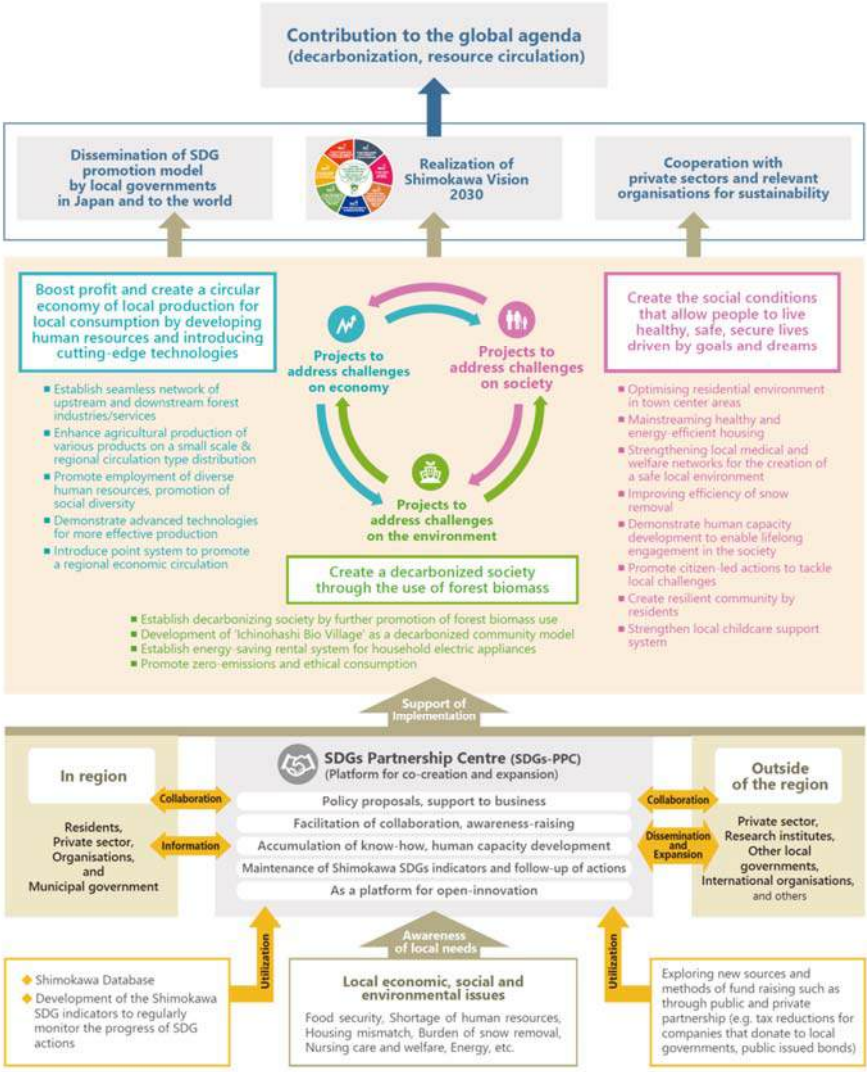 Contribution to the global agenda
(decarbonization, resource circulation)
Dissemination of SDG
promotion model
by local governments
in Japan and to the world
Realization of
Shimokawa Vision
2030
Cooperation with
private sectors and relevant
organisations for sustainability
Boost profit and create a circular
economy of local production for
local consumption by developing
human resources and introducing
cutting-edge technologies
■ Establish seamless network of
upstream and downstream forest
industries/services
■ Enhance agricultural production of
various products on a small scale &
regional circulation type distribution
■ Promote employment of diverse
human resources, promotion of
social diversity
■ Demonstrate advanced technologies
for more effective production
■ Introduce point system to promote
a regional economic circulation
Projects to
address challenges
on economy
Projects to
address challenges
on society
Projects to
address challenges
on the environment
Create a decarbonized society
through the use of forest biomass
■ Establish decarbonizing society by further promotion of forest biomass use
■ Development of 'Ichinohashi Bio Village' as a decarbonized community model
■ Establish energy-saving rental system for household electric appliances
■ Promote zero-emissions and ethical consumption
Create the social conditions
that allow people to live
healthy, safe, secure lives
driven by goals and dreams
■ Optimising residential environment
in town center areas
■ Mainstreaming healthy and
energy-efficient housing
■ Strengthening local medical and
welfare networks for the creation of
a safe local environment
■ Improving efficiency of snow
removal
■ Demonstrate human capacity
development to enable lifelong
engagement in the society
■ Promote citizen-led actions to tackle
local challenges
■ Create resilient community by
residents
■ Strengthen local childcare support
system
Support of
Implementation
In region
Residents,
Private sector,
Organisations,
and
Municipal government
Collaboration
Information
SDGs Partnership Centre (SDGs-PPC)
(Platform for co-creation and expansion)
Policy proposals, support to business
Facilitation of collaboration, awareness-raising
Accumulation of know-how, human capacity development
Maintenance of Shimokawa SDGs indicators and follow-up of actions
As a platform for open-innovation
Collaboration
Dissemination
and
Expansion
Outside
of the region
Private sector,
Research institutes,
Other local
governments,
International organisations,
and others
Utilization
Awareness
of local needs
Utilization
◆ Shimokawa Database
◆ Development of the Shimokawa
SDG indicators to regularly
monitor the progress of SDG
actions
Local economic, social and
environmental issues
Food security, Shortage of human resources,
Housing mismatch, Burden of snow removal,
Nursing care and welfare, Energy, etc.
Exploring new sources and
methods of fund raising such as
through public and private
partnership (e.g. tax reductions for
companies that donate to local
governments, public issued bonds)